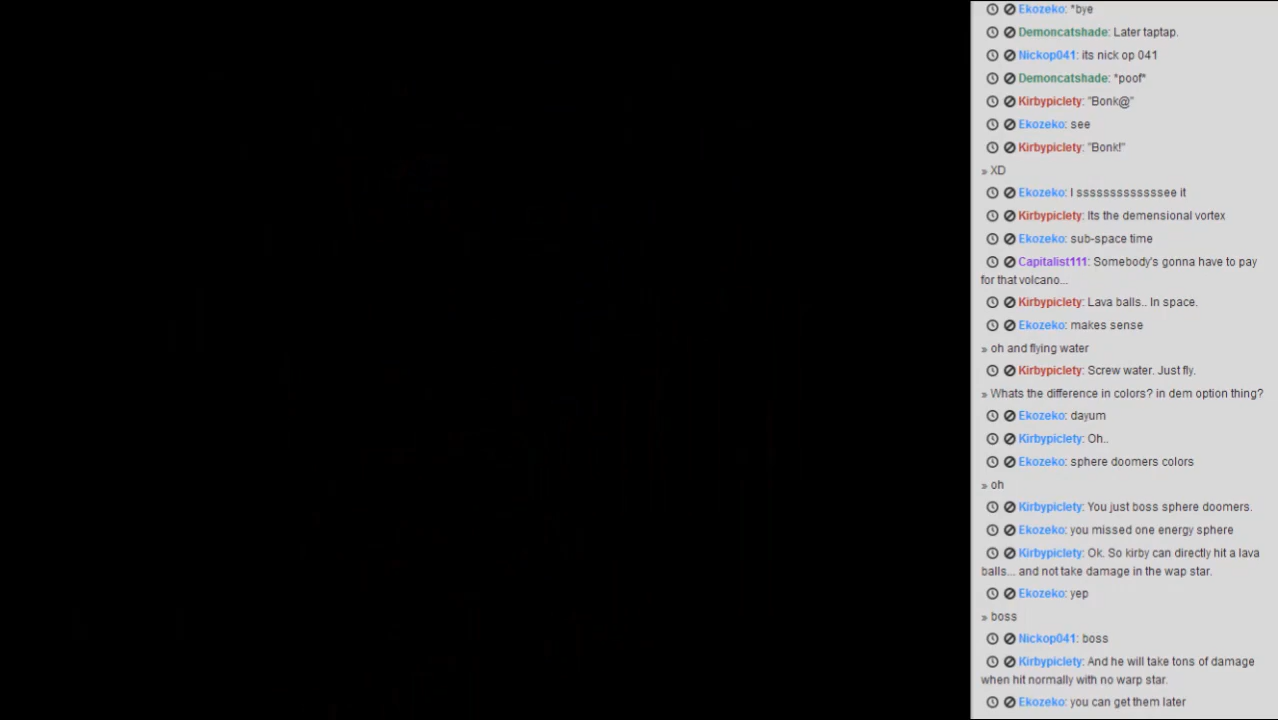 Ekozeko: *bye
Demoncatshade: Later taptap.
Nickop041: its nick op 041
Demoncatshade: *poof*
Kirbypiclety: "Bonk@"
Ekozeko: see
Kirbypiclety: "Bonk!"
» XD
Ekozeko: I ssssssssssssssee it
Kirbypiclety: Its the demensional vortex
Ekozeko: sub-space time
Capitalist111: Somebody's gonna have to pay
for that volcano...
Kirbypiclety: Lava balls.. In space.
Ekozeko: makes sense
» oh and flying water
Kirbypiclety: Screw water. Just fly.
» Whats the difference in colors? in dem option thing?
Ekozeko: dayum
Kirbypiclety: Oh..
Ekozeko: sphere doomers colors
» oh
Kirbypiclety: You just boss sphere doomers.
Ekozeko: you missed one energy sphere
Kirbypiclety: Ok. So kirby can directly hit a lava
balls... and not take damage in the wap star.
Ekozeko: yep
» boss
Nickop041: boss
Kirbypiclety: And he will take tons of damage
when hit normally with no warp star.
Ekozeko: you can get them later